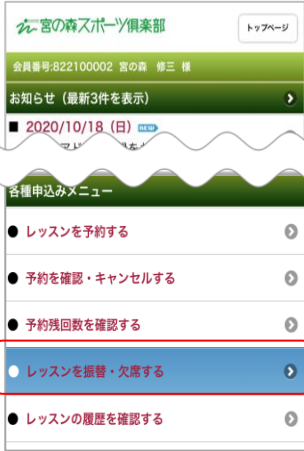 宮の森スポーツ倶楽部
トップページ
会員番号:822100002 宮の森 修三 様
お知らせ（最新3件を表示）
■ 2020/10/18（日） NEW
各種申込みメニュー
● レッスンを予約する
● 予約を確認・キャンセルする
● 予約残回数を確認する
● レッスンを振替・欠席する
● レッスンの履歴を確認する